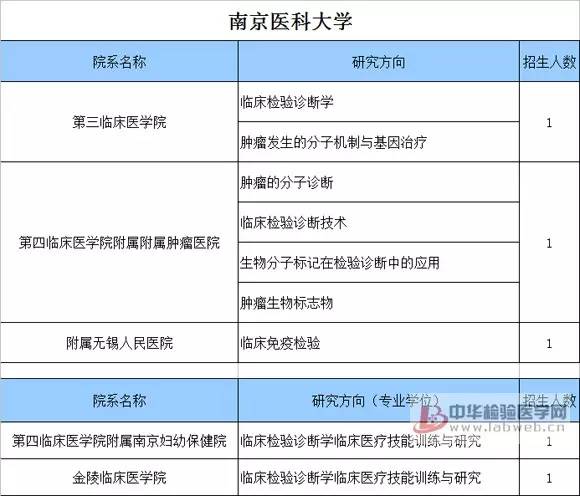 南京医科大学
院系名称 研究方向 招生人数
第三临床医学院 临床检验诊断学 1
肿瘤发生的分子机制与基因治疗
第四临床医学院附属附属肿瘤医院 肿瘤的分子诊断 1
临床检验诊断技术
生物分子标记在检验诊断中的应用
肿瘤生物标志物
附属无锡人民医院 临床免疫检验 1
院系名称 研究方向（专业学位） 招生人数
中华检验医学网
www.labweb.cn
第四临床医学院附属南京妇幼保健院 临床检验诊断学临床医疗技能训练与研究 1
金陵临床医学院 临床检验诊断学临床医疗技能训练与研究 1